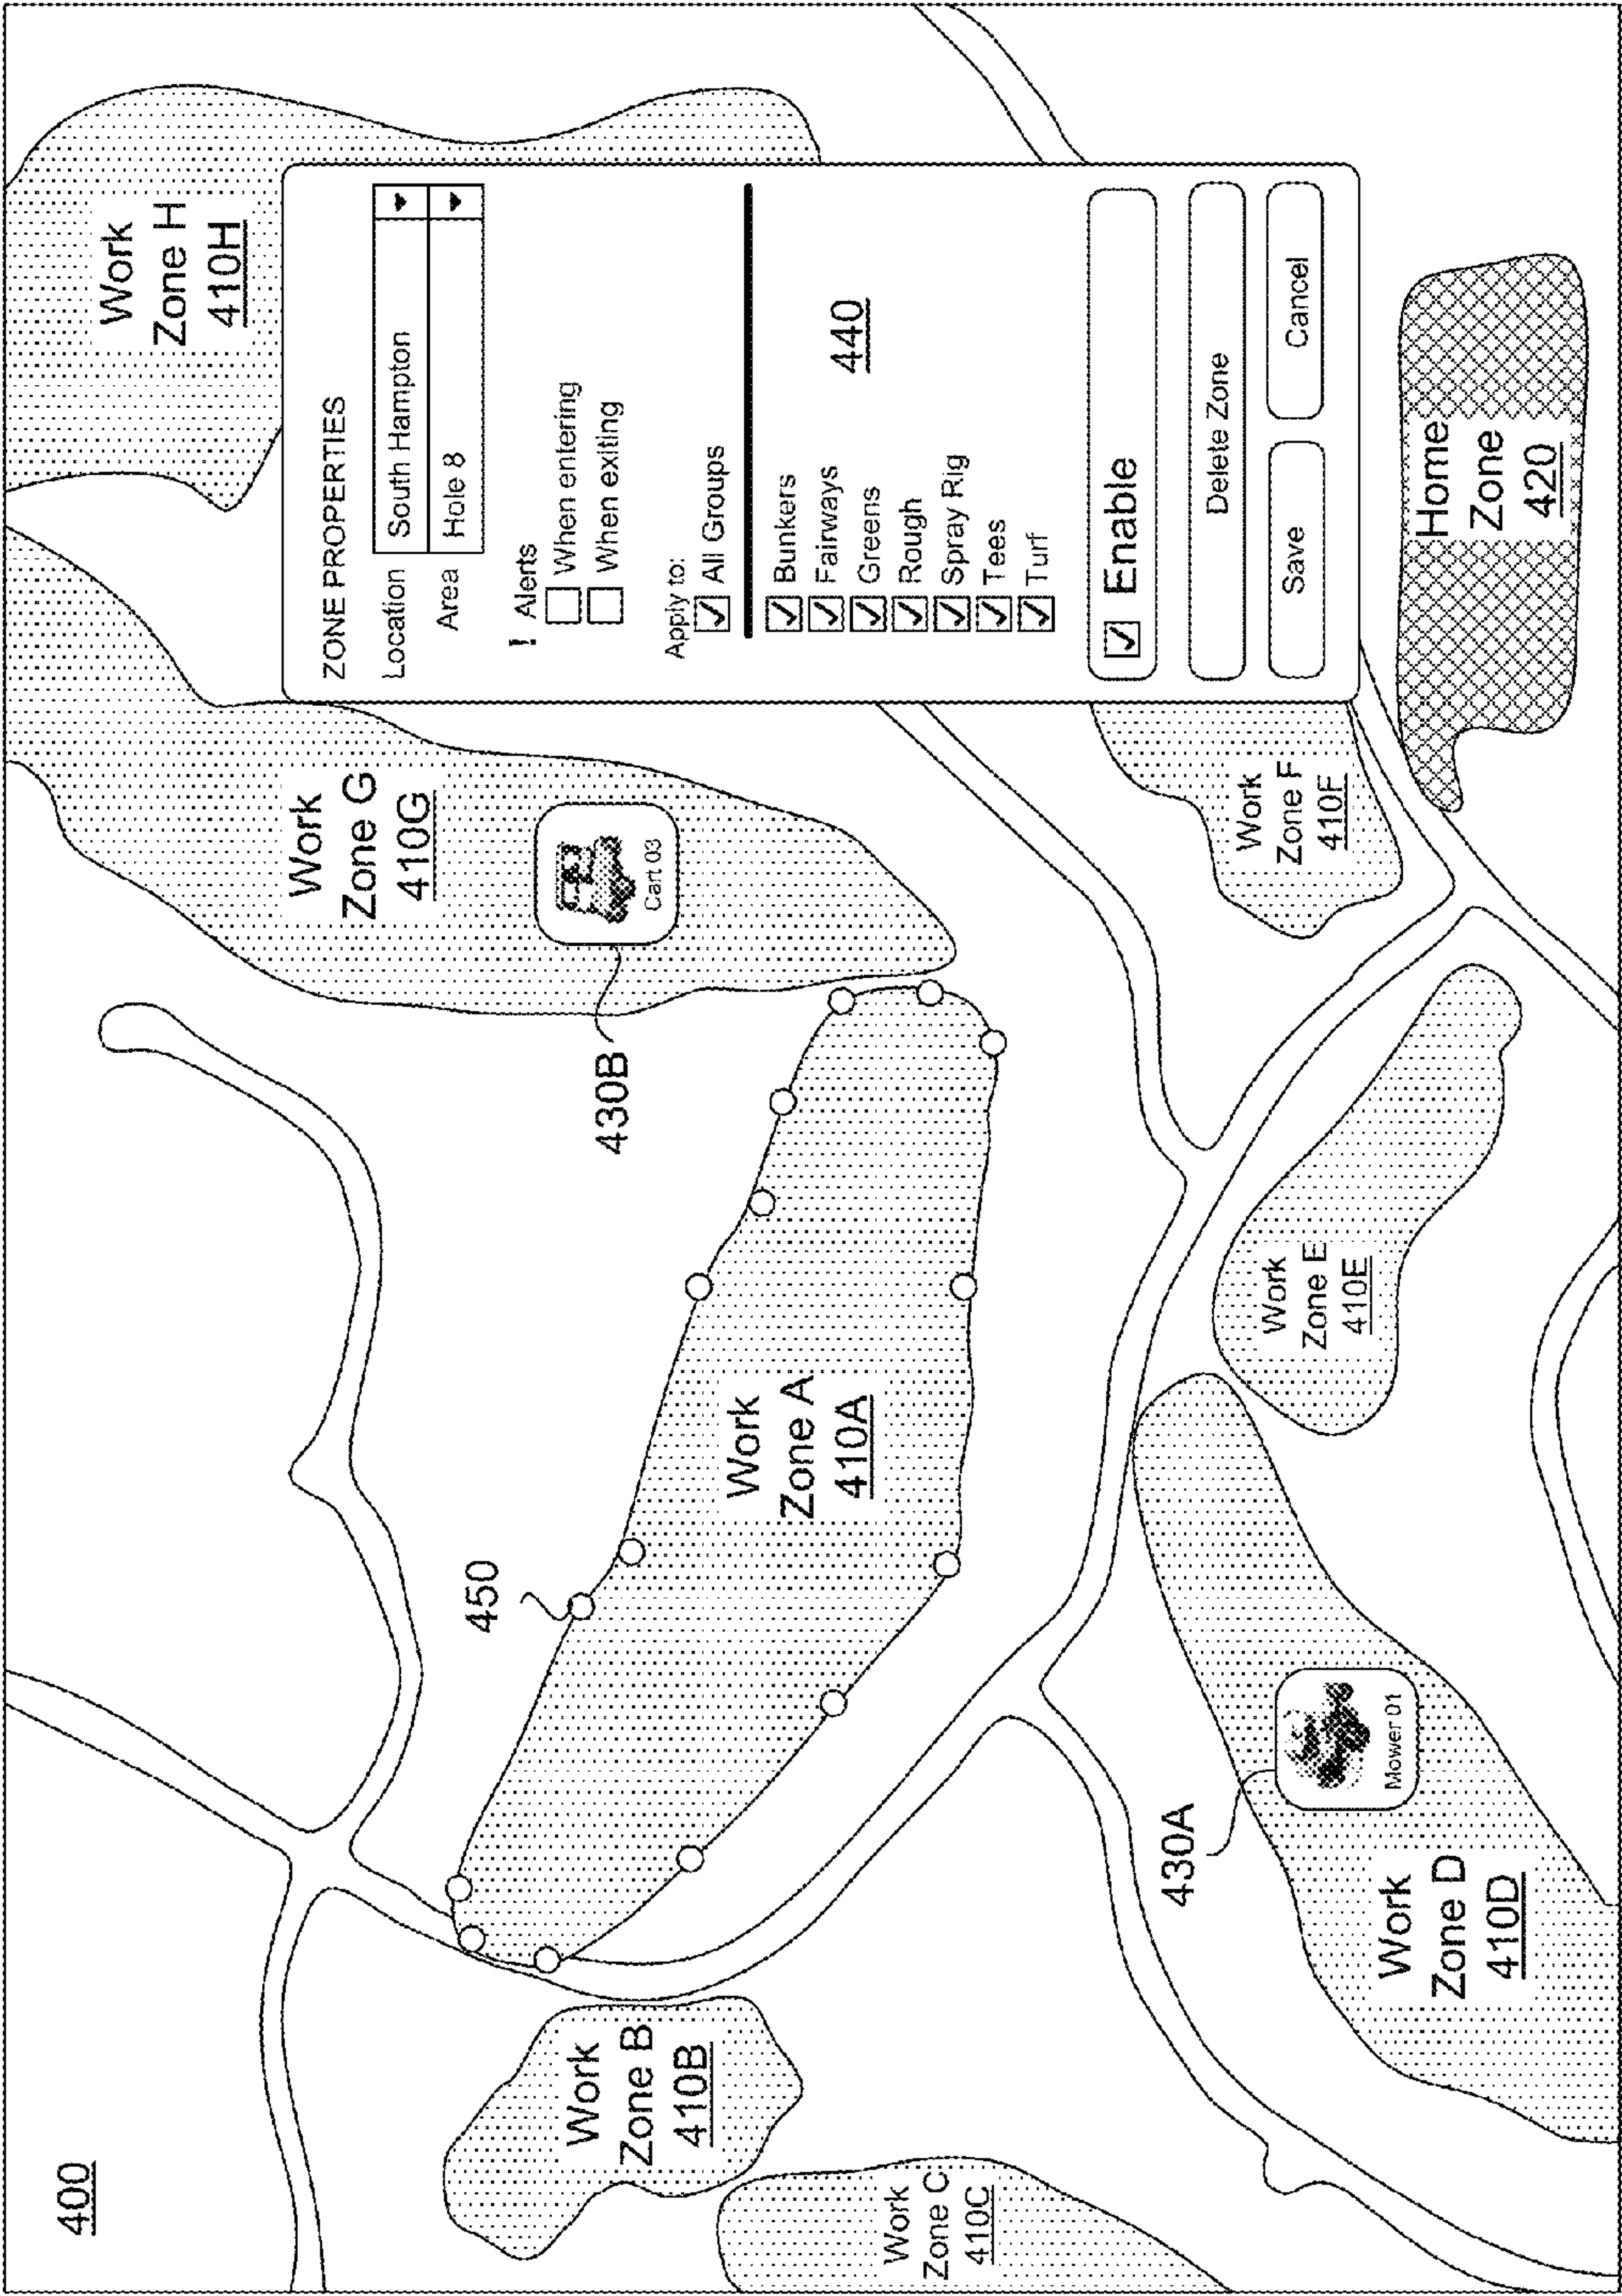 400
Work
Zone H
410H
Work
Zone G
410G
Cart 03
430B
450
Work
Zone A
410A
Work
Zone B
410B
Work
Zone C
410C
430A
Mower 01
Work
Zone D
410D
Work
Zone E
410E
Work
Zone F
410F
Home
Zone
420
ZONE PROPERTIES
Location South Hampton
Area Hole 8
! Alerts
When entering
When exiting
Apply to:
All Groups
Bunkers
Fairways
Greens
Rough
Spray Rig
Tees
Turf
440
Enable
Delete Zone
Save Cancel